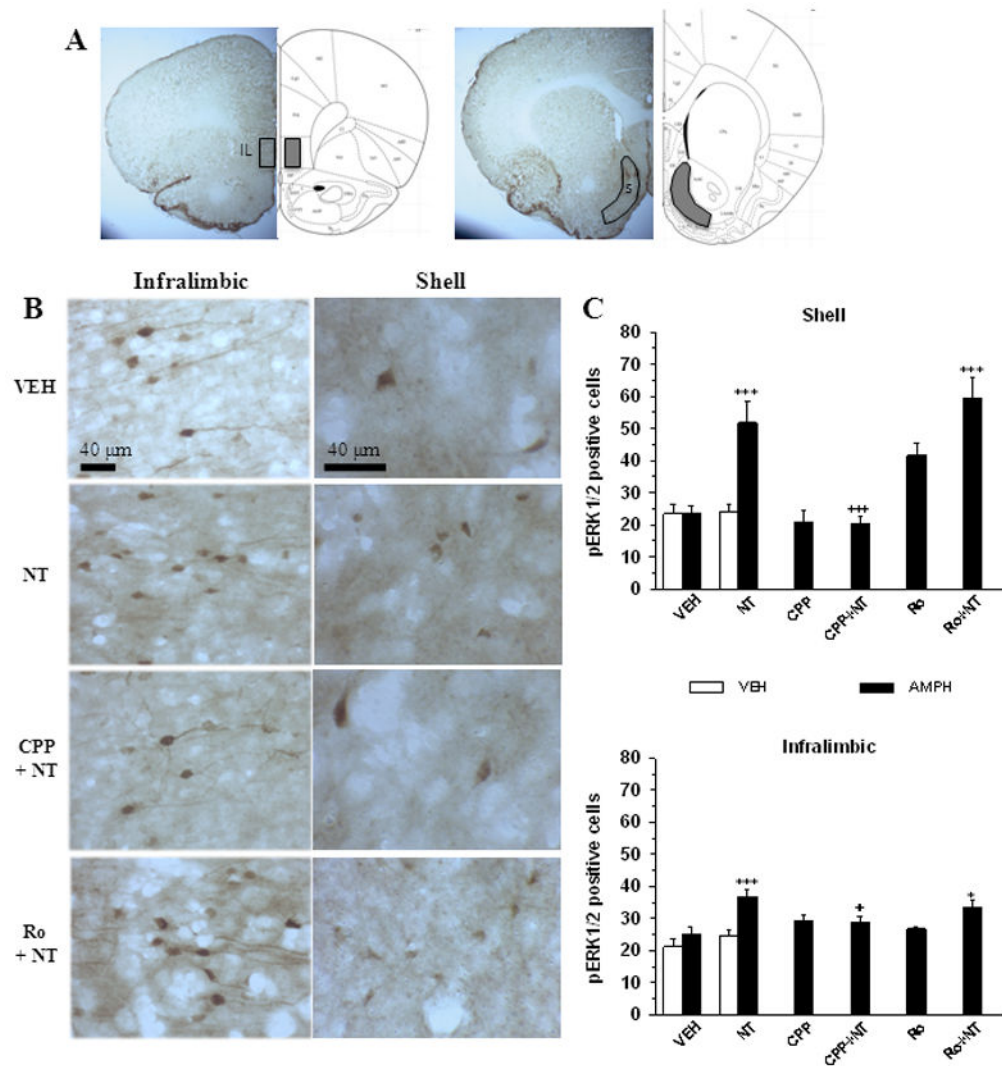 A
IL
S
B
Infralimbic
Shell
VEH
40 µm
40 µm
NT
CPP
+ NT
Ro
+ NT
C
Shell
pERK1/2 positive cells
80
70
60
50
40
30
20
10
0
+++
+++
+++
VEH
NT
CPP
CPP+NT
Ro
Ro+NT
VEH
AMPH
Infralimbic
pERK1/2 positive cells
80
70
60
50
40
30
20
10
0
+++
+
+
VEH
NT
CPP
CPP+NT
Ro
Ro+NT